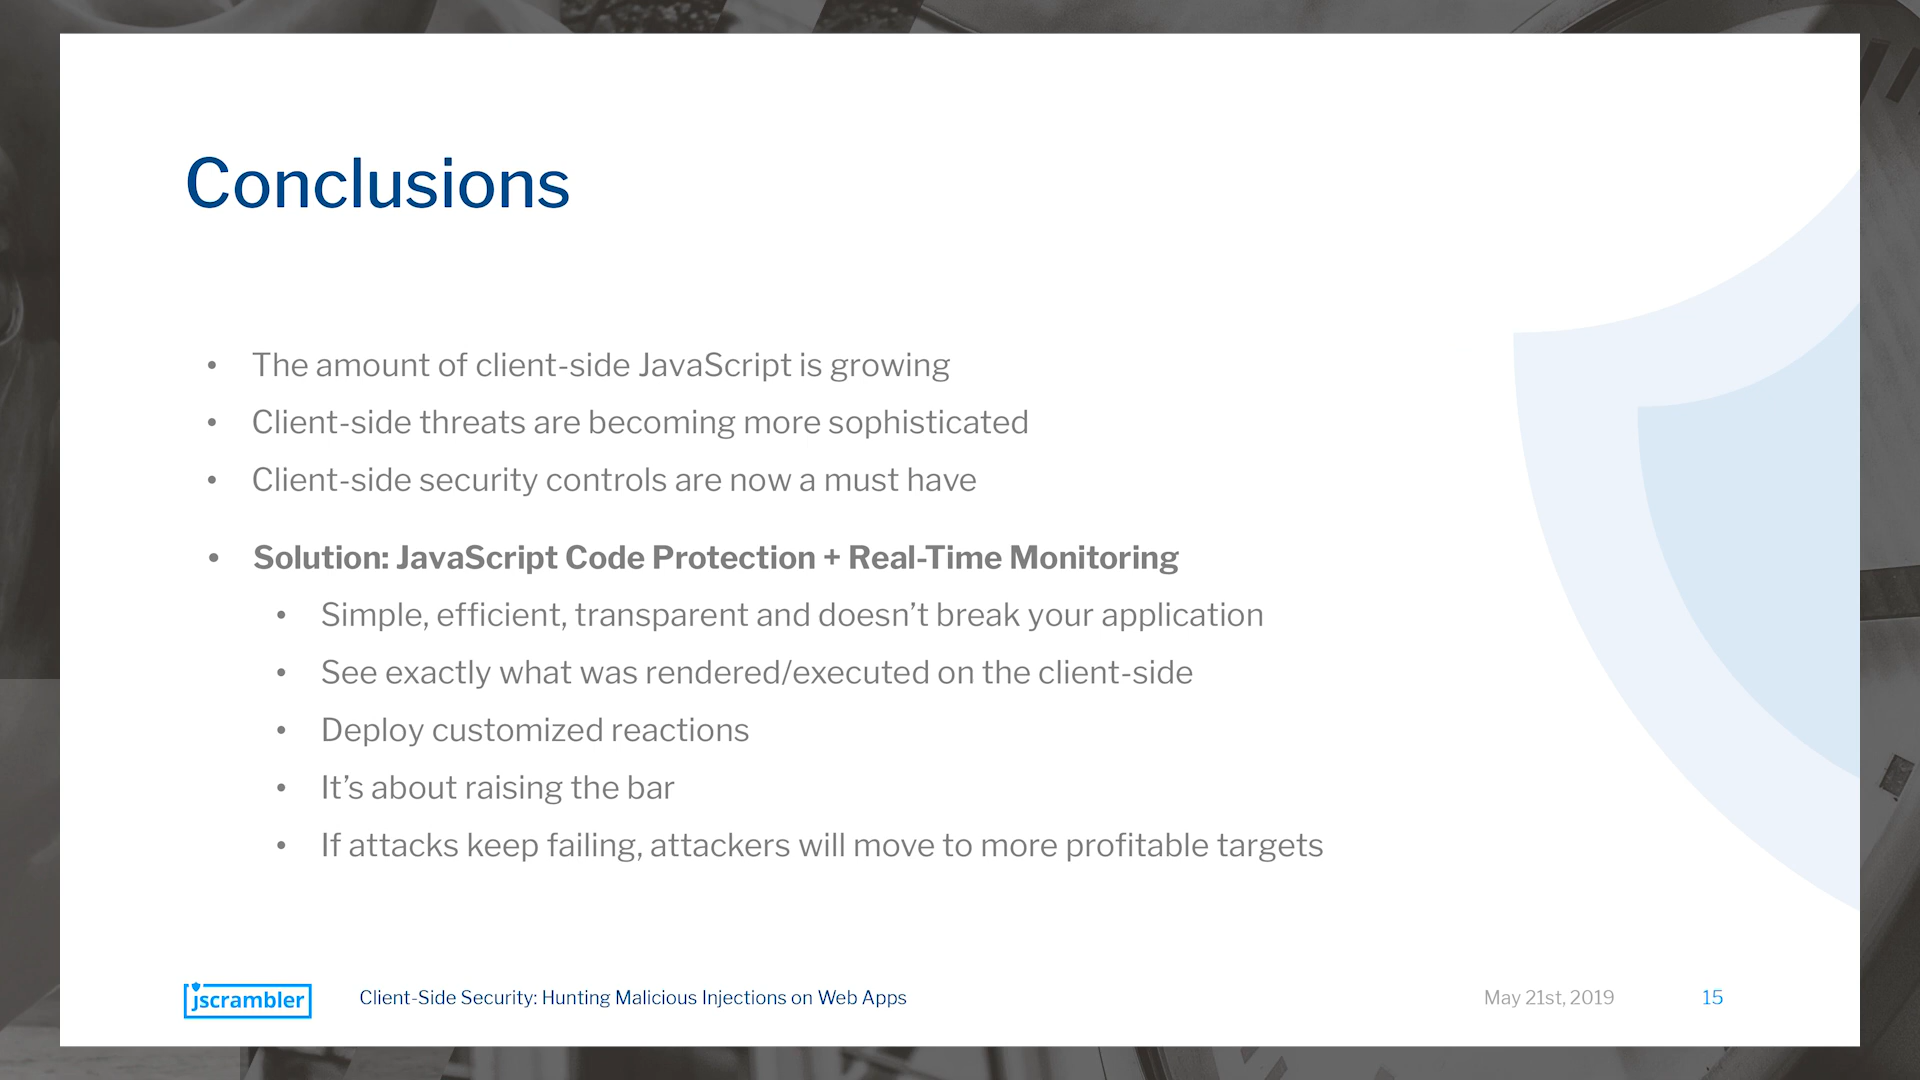 Conclusions
• The amount of client-side JavaScript is growing
• Client-side threats are becoming more sophisticated
• Client-side security controls are now a must have
• Solution: JavaScript Code Protection + Real-Time Monitoring
• Simple, efficient, transparent and doesn’t break your application
• See exactly what was rendered/executed on the client-side
• Deploy customized reactions
• It’s about raising the bar
• If attacks keep failing, attackers will move to more profitable targets
jscrambler Client-Side Security: Hunting Malicious Injections on Web Apps May 21st, 2019 15